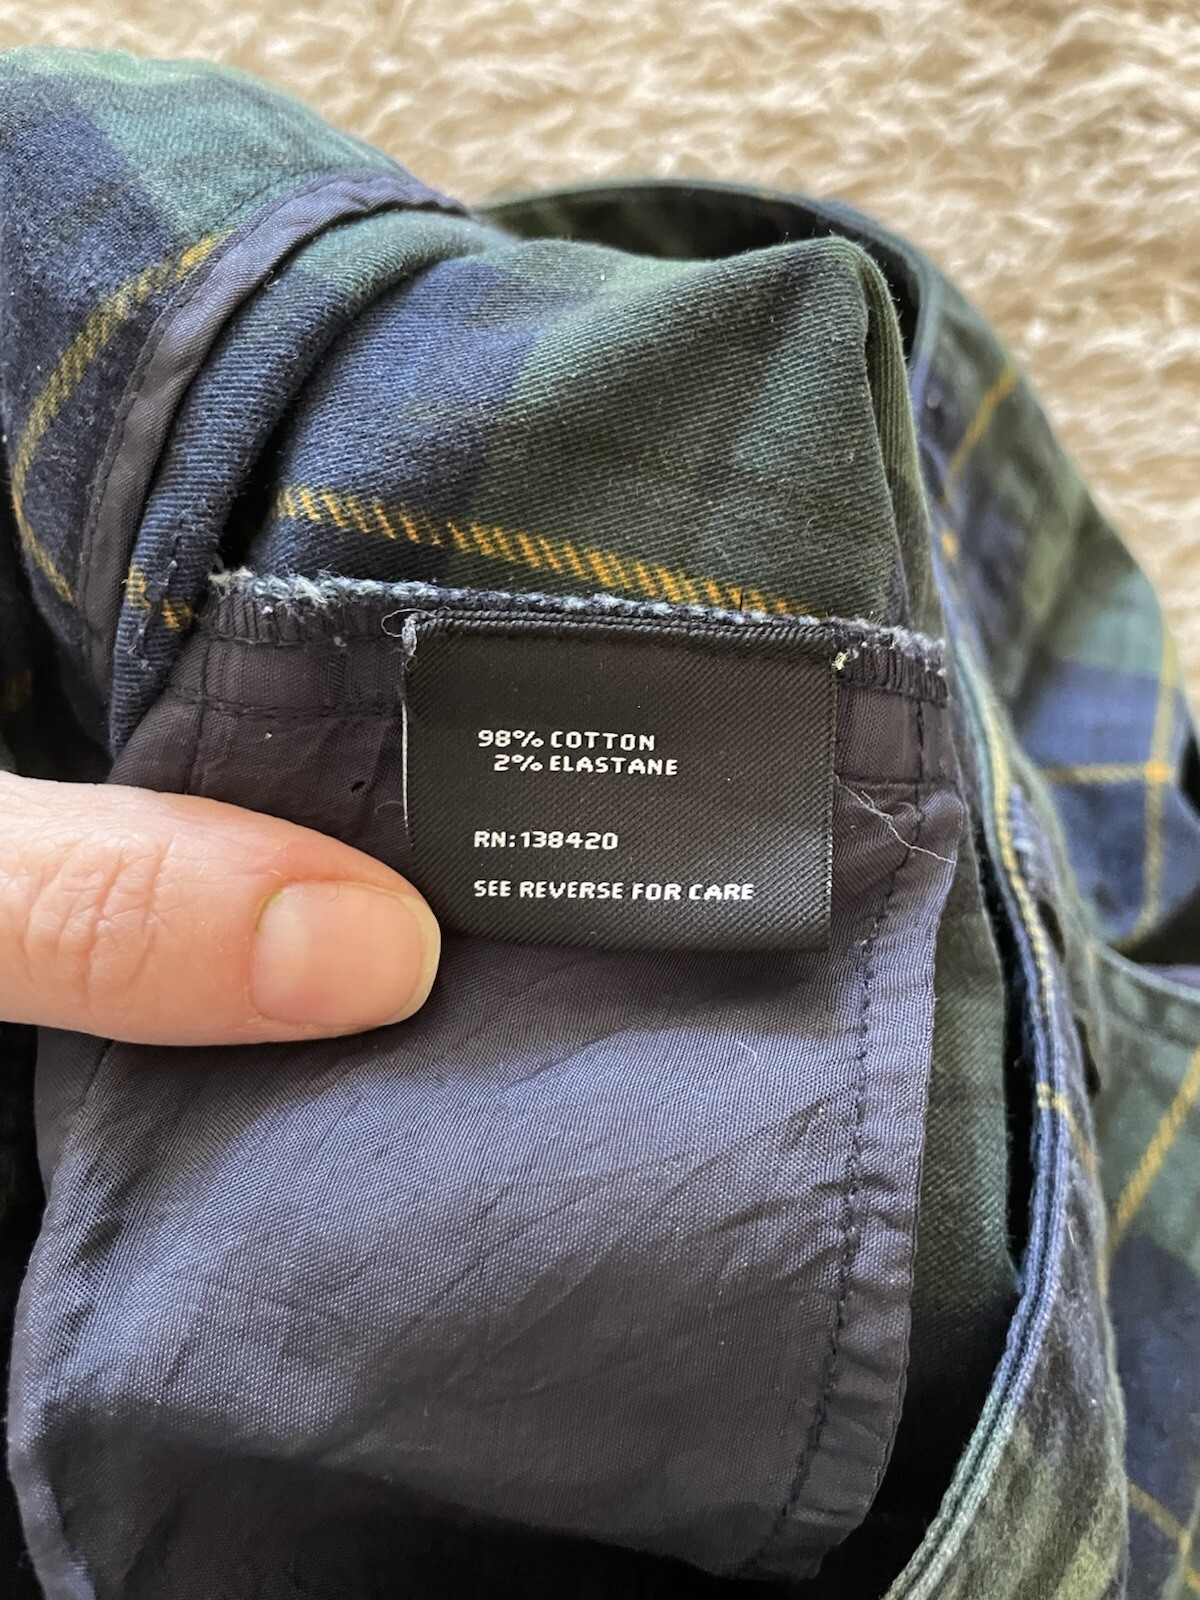 98% COTTON
2% ELASTANE
RN:138420
SEE REVERSE FOR CARE